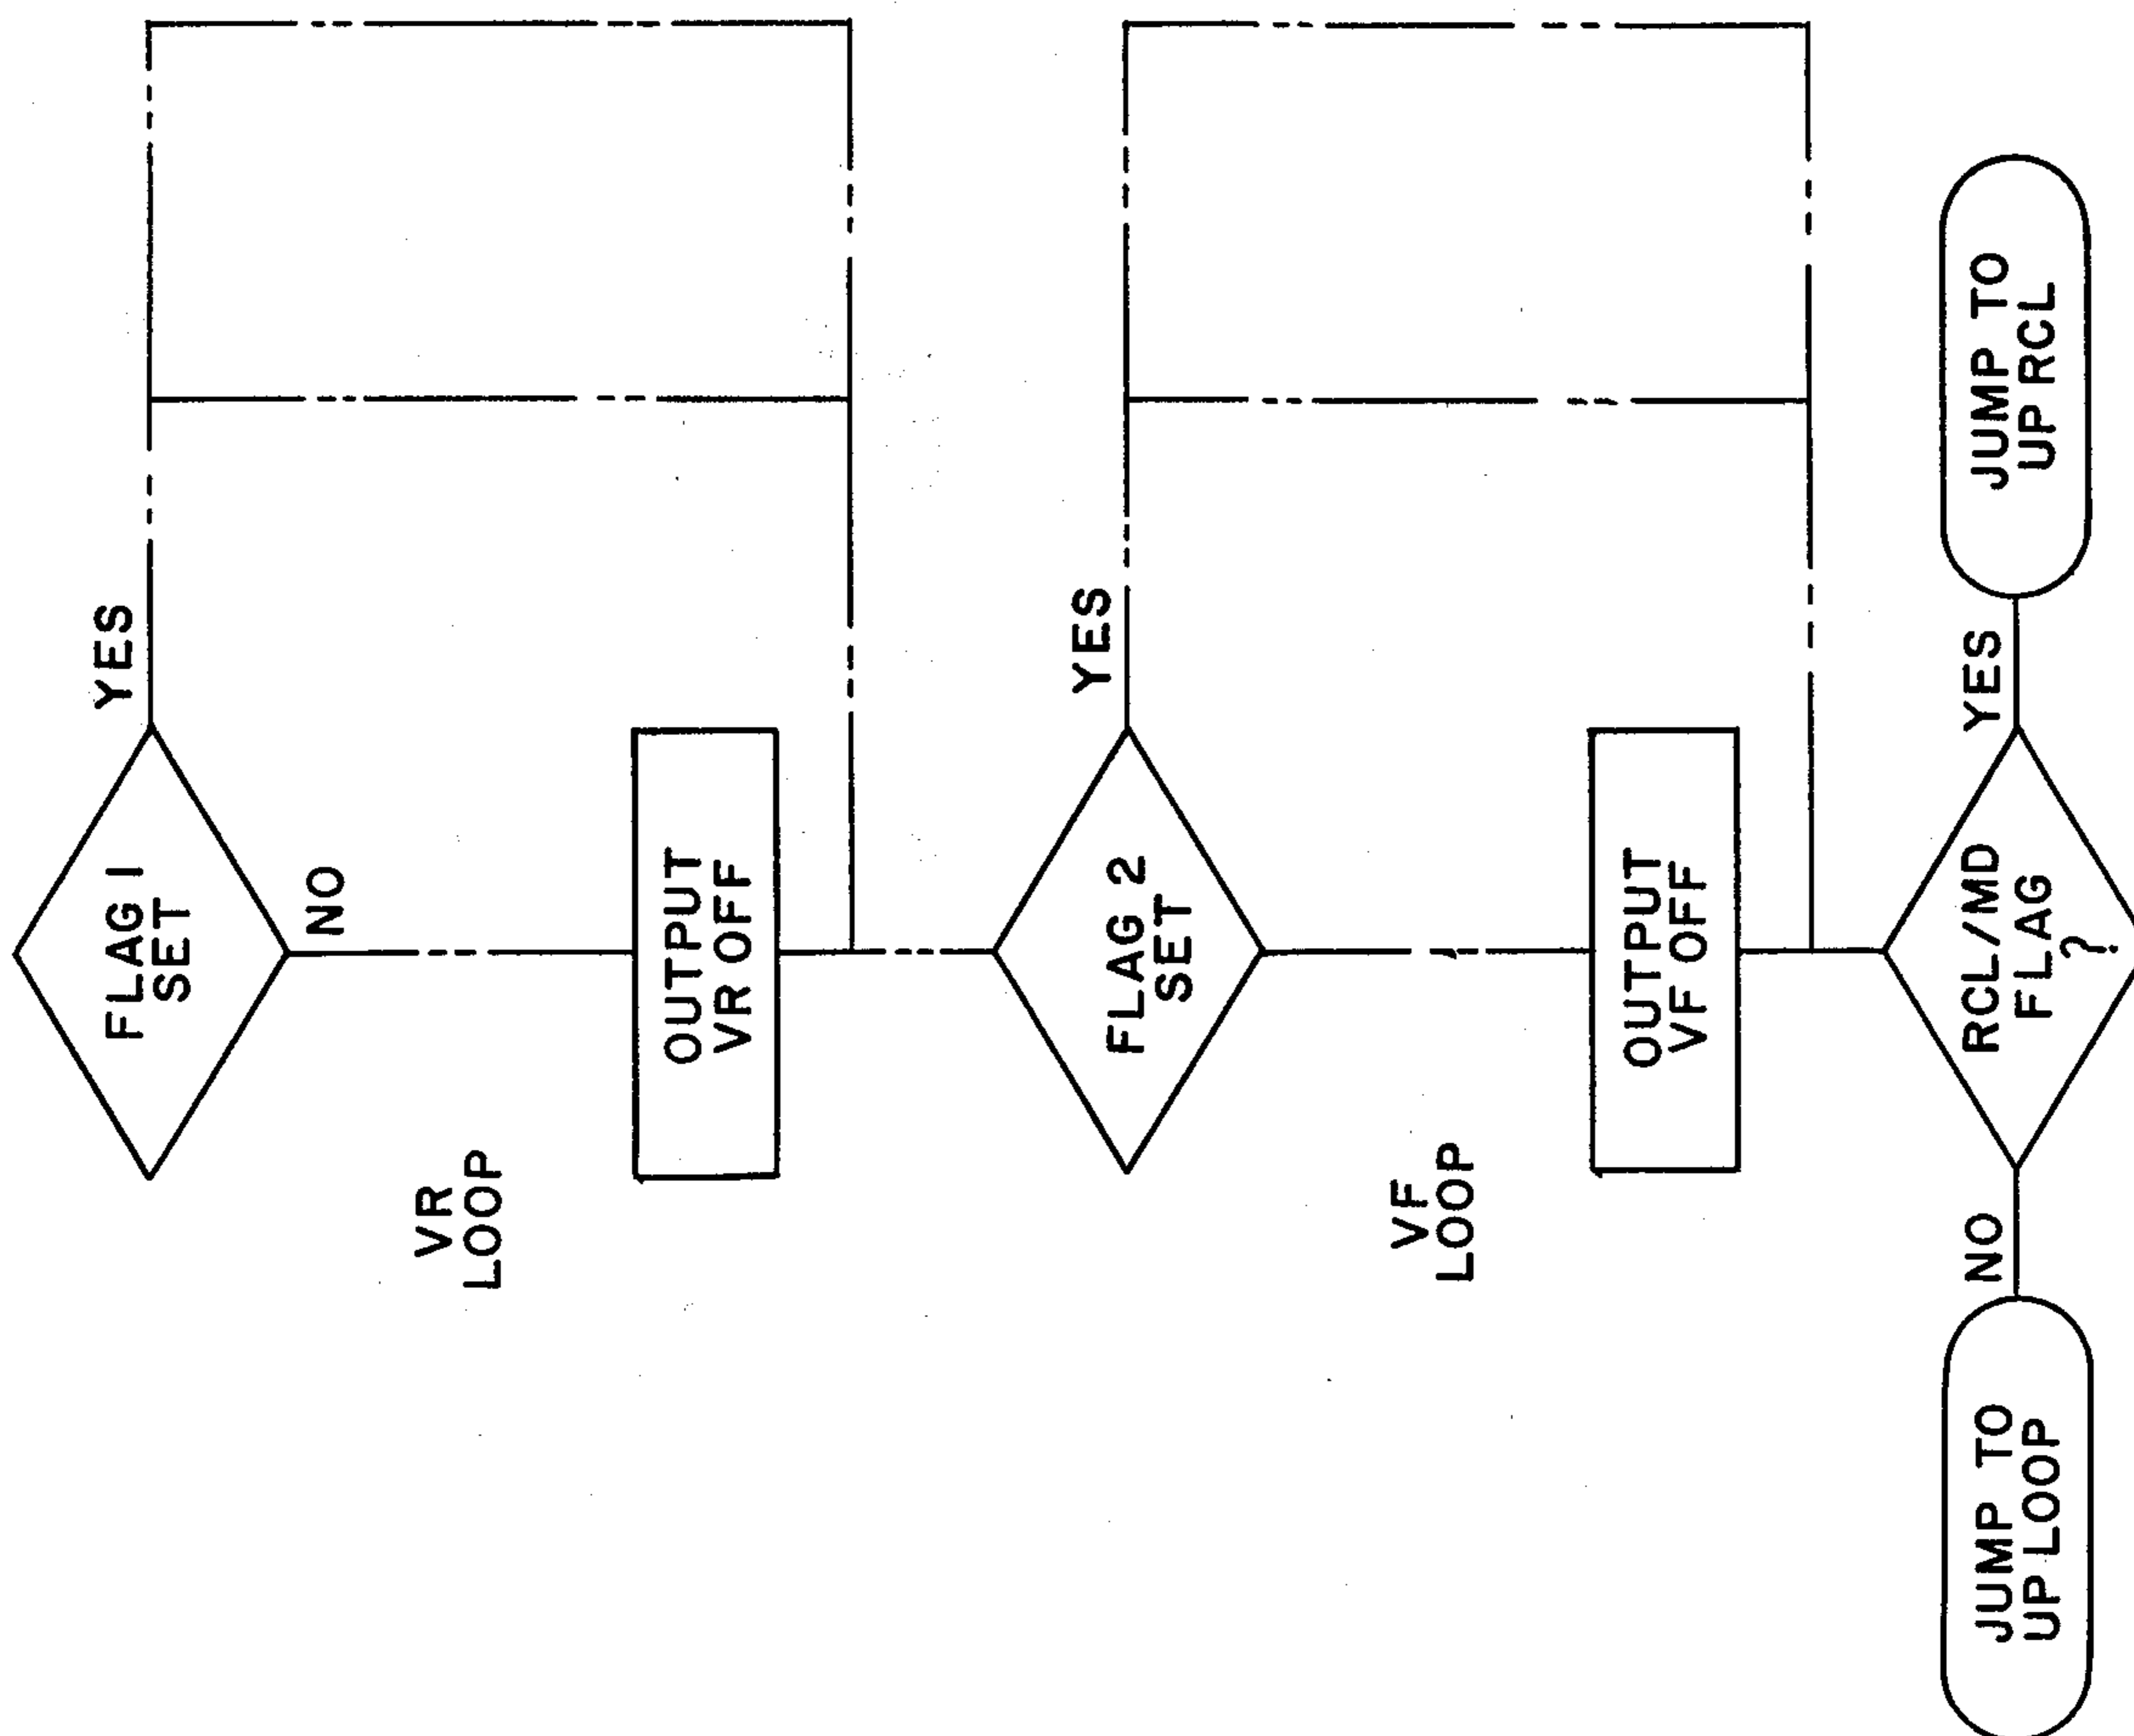 FLAG 1
SET
YES
NO
VR
LOOP
OUTPUT
VR OFF
FLAG 2
SET
YES
VF
LOOP
OUTPUT
VF OFF
RCL/MD
FLAG
?
NO
YES
JUMP TO
UP LOOP
JUMP TO
UP RCL